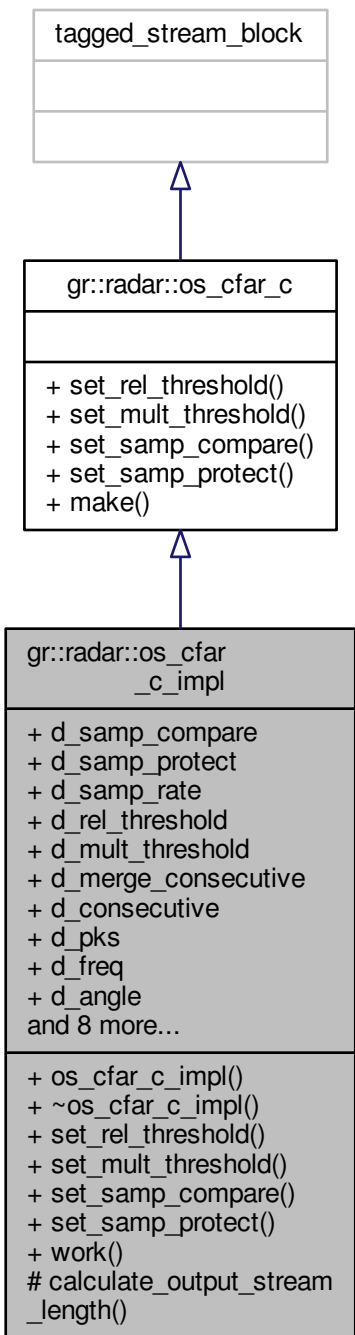 tagged_stream_block
gr::radar::os_cfar_c
+ set_rel_threshold()
+ set_mult_threshold()
+ set_samp_compare()
+ set_samp_protect()
+ make()
gr::radar::os_cfar
_c_impl
+ d_samp_compare
+ d_samp_protect
+ d_samp_rate
+ d_rel_threshold
+ d_mult_threshold
+ d_merge_consecutive
+ d_consecutive
+ d_pks
+ d_freq
+ d_angle
and 8 more...
+ os_cfar_c_impl()
+ ~os_cfar_c_impl()
+ set_rel_threshold()
+ set_mult_threshold()
+ set_samp_compare()
+ set_samp_protect()
+ work()
# calculate_output_stream
_length()